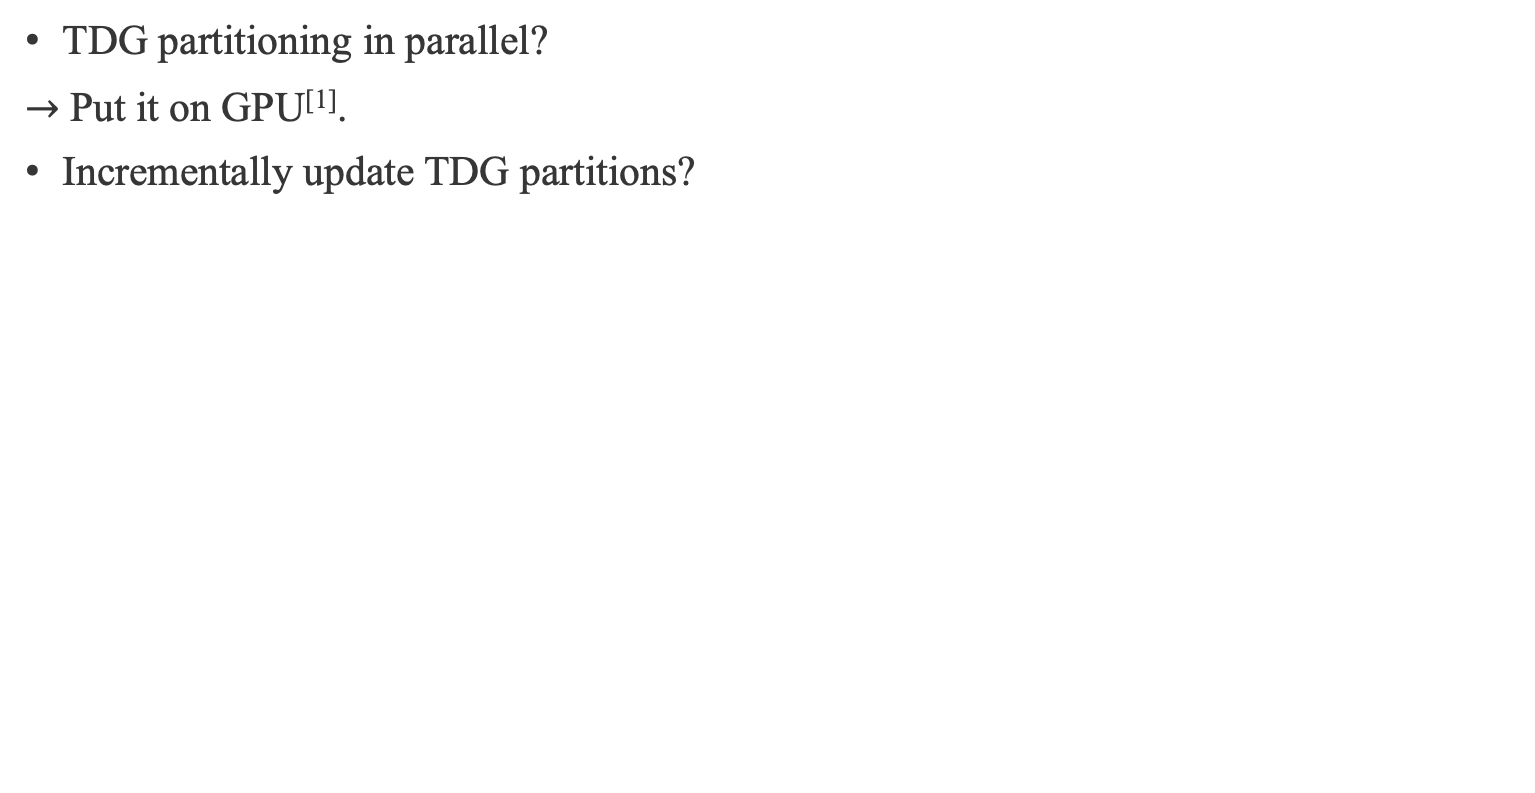 • TDG partitioning in parallel?
→ Put it on GPU[1].
• Incrementally update TDG partitions?